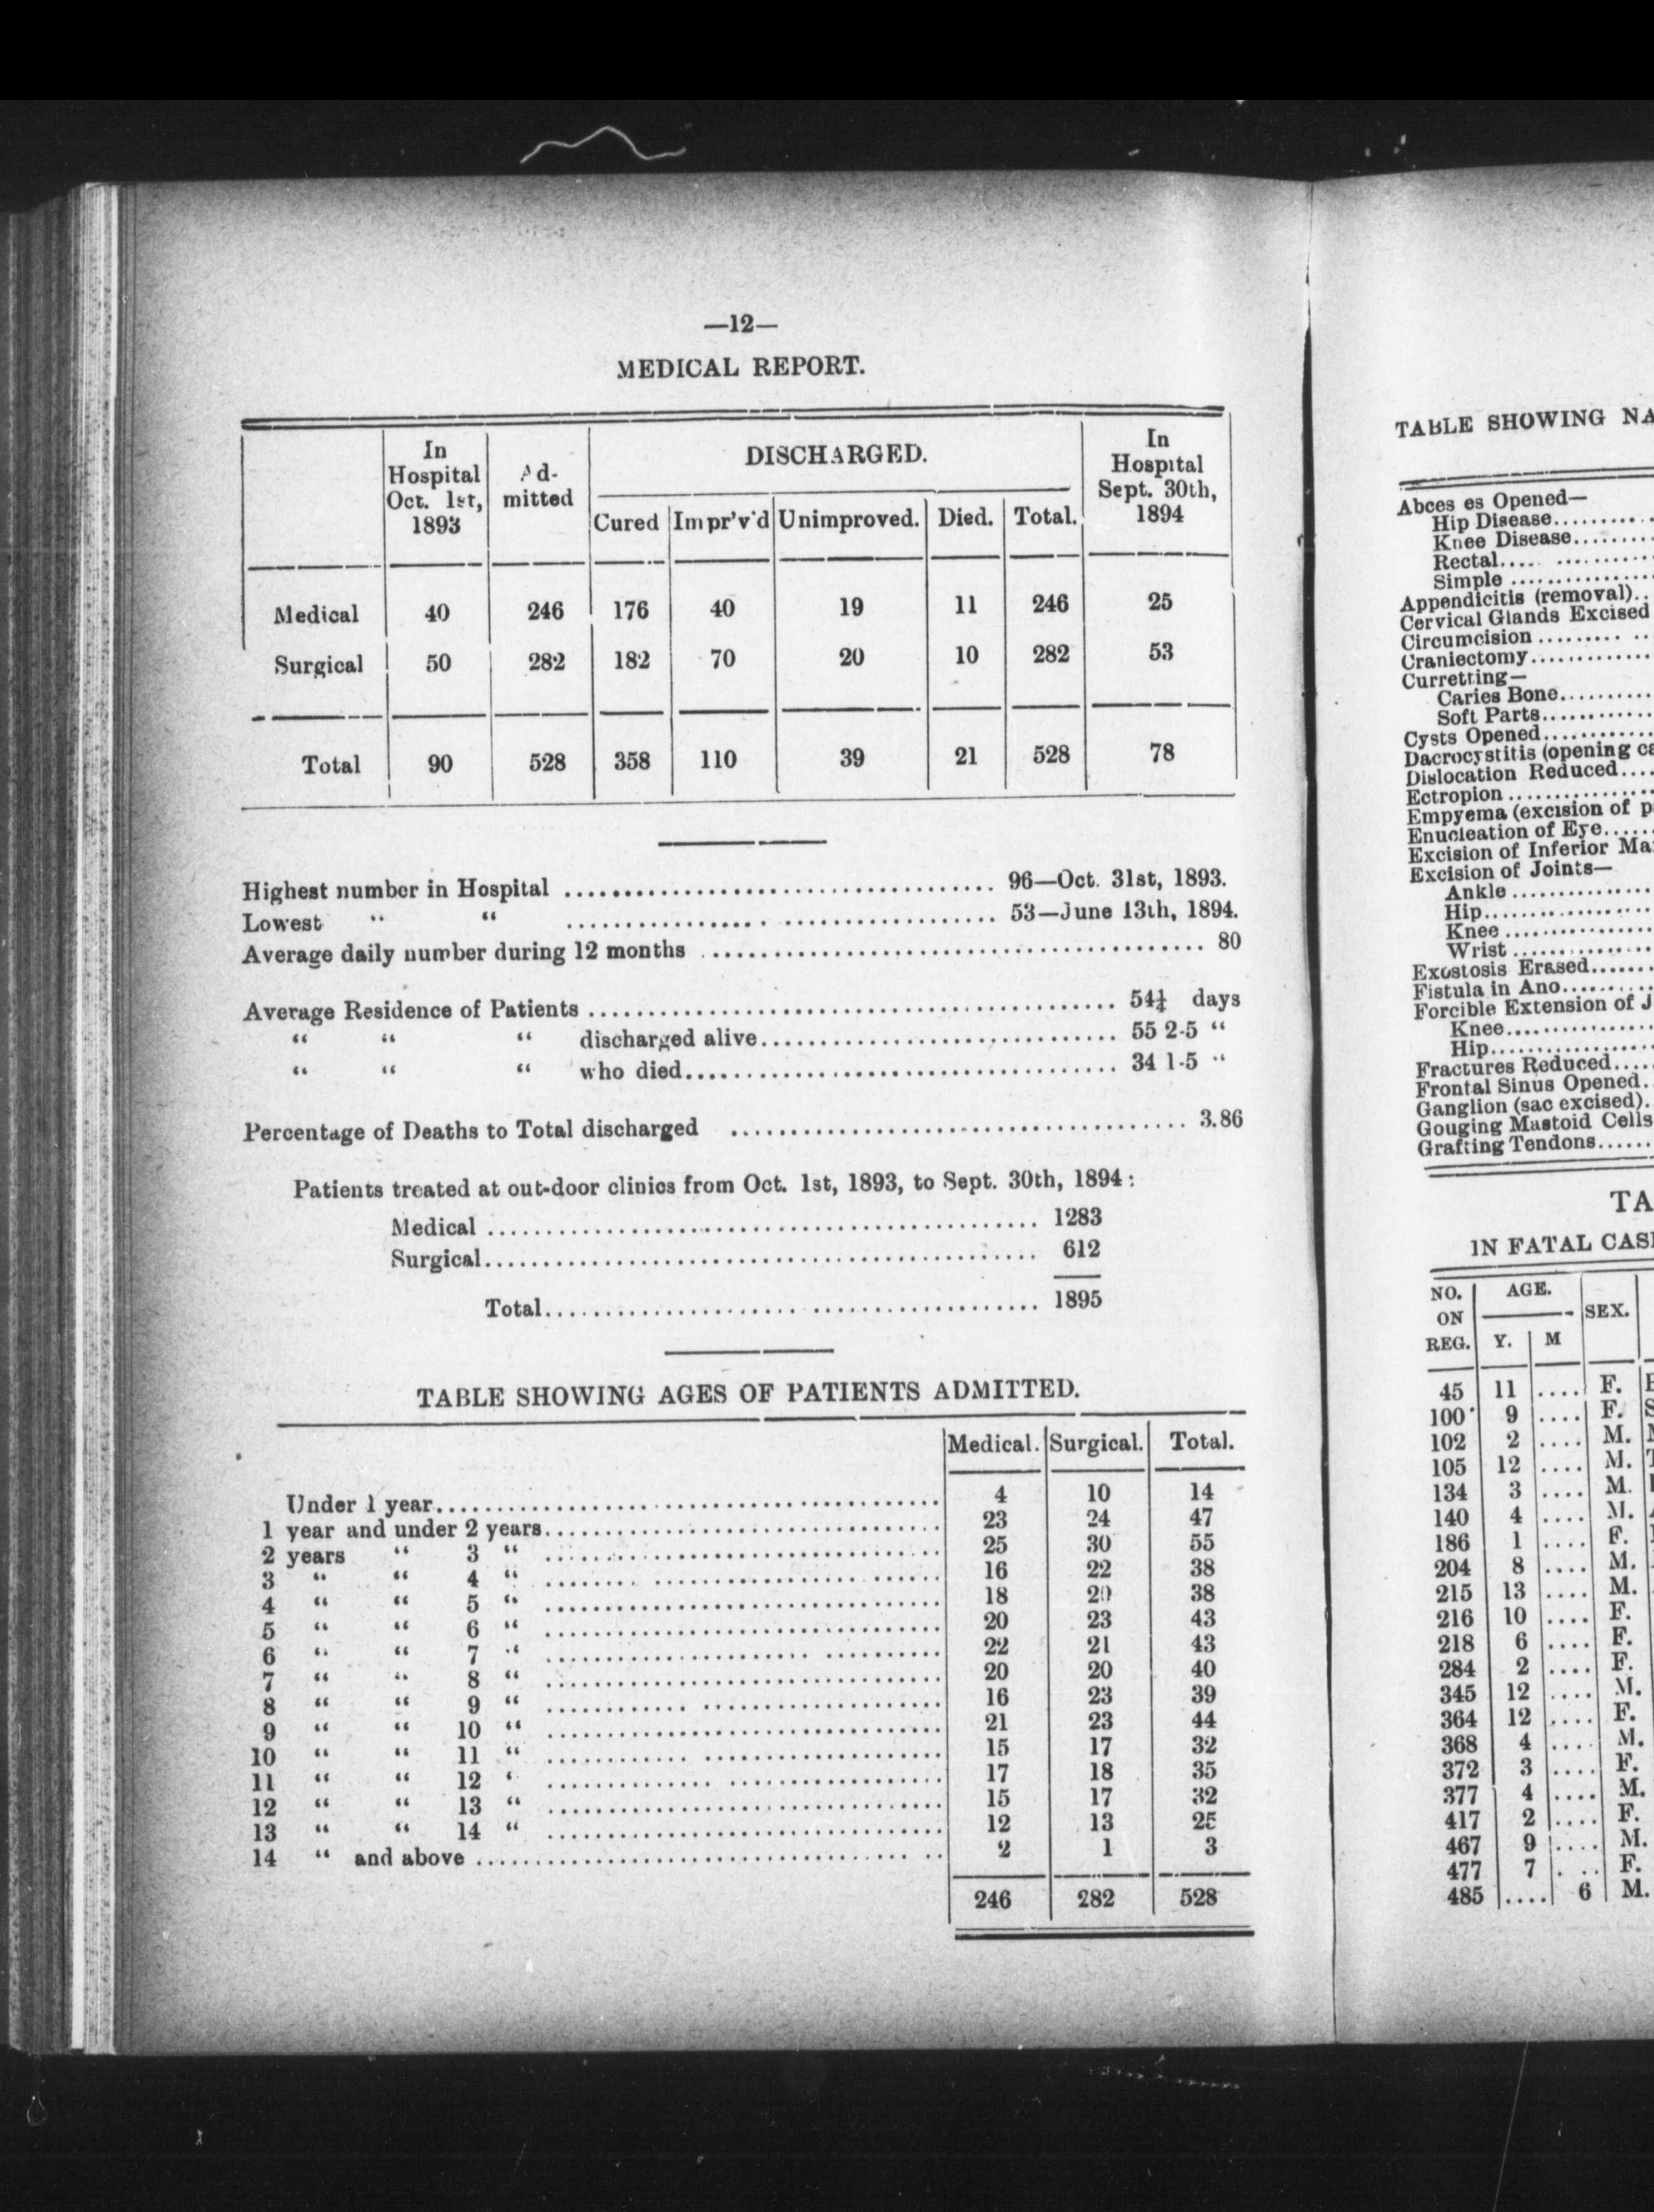 —12—
MEDICAL REPORT.
In Hospital Oct. 1st, 1893 | Ad-mitted | DISCHARGED. | In Hospital Sept. 30th, 1894
Cured | Impr'v'd | Unimproved. | Died. | Total.
Medical 40 246 176 40 19 11 246 25
Surgical 50 282 182 70 20 10 282 53
Total 90 528 358 110 39 21 528 78
Highest number in Hospital .................................... 96—Oct. 31st, 1893.
Lowest “ “ .................................... 53—June 13th, 1894.
Average daily number during 12 months .................................... 80
Average Residence of Patients .................................... 54¼ days
“ “ “ discharged alive.............................. 55 2-5 “
“ “ “ who died.................................... 34 1-5 “
Percentage of Deaths to Total discharged .................................... 3.86
Patients treated at out-door clinics from Oct. 1st, 1893, to Sept. 30th, 1894:
Medical .................................... 1283
Surgical.................................... 612
Total.................................... 1895
TABLE SHOWING AGES OF PATIENTS ADMITTED.
Medical. Surgical. Total.
Under 1 year.................................... 4 10 14
1 year and under 2 years.............................. 23 24 47
2 years “ 3 “ .............................. 25 30 55
3 “ “ 4 “ .............................. 16 22 38
4 “ “ 5 “ .............................. 18 20 38
5 “ “ 6 “ .............................. 20 23 43
6 “ “ 7 “ .............................. 22 21 43
7 “ “ 8 “ .............................. 20 20 40
8 “ “ 9 “ .............................. 16 23 39
9 “ “ 10 “ .............................. 21 23 44
10 “ “ 11 “ .............................. 15 17 32
11 “ “ 12 “ .............................. 17 18 35
12 “ “ 13 “ .............................. 15 17 32
13 “ “ 14 “ .............................. 12 13 25
14 “ and above .............................. 2 1 3
246 282 528
TABLE SHOWING
Abces es Opened—
Hip Disease..........
Knee Disease.........
Rectal.... ..........
Simple ..............
Appendicitis (removal)..
Cervical Glands Excised
Circumcision ......... ..
Craniectomy.............
Curretting—
Caries Bone..........
Soft Parts............
Cysts Opened............
Dacrocystitis (opening
Dislocation Reduced....
Ectropion ...............
Empyema (excision of
Enucleation of Eye......
Excision of Inferior
Excision of Joints—
Ankle ...............
Hip..................
Knee ................
Wrist ...............
Exostosis Erased.......
Fistula in Ano..........
Forcible Extension of
Knee................
Hip.................
Fractures Reduced.....
Frontal Sinus Opened.
Ganglion (sac excised).
Gouging Mastoid Cells
Grafting Tendons......
IN FATAL
NO. ON REG. | AGE. Y. M | SEX.
45 11 .... F.
100 9 .... F.
102 2 .... M.
105 12 .... M.
134 3 .... M.
140 4 .... M.
186 1 .... F.
204 8 .... M.
215 13 .... M.
216 10 .... F.
218 6 .... F.
284 2 .... F.
345 12 .... M.
364 12 .... F.
368 4 .... M.
372 3 .... F.
377 4 .... M.
417 2 .... F.
467 9 .... M.
477 7 . .. F.
485 .... 6 M.